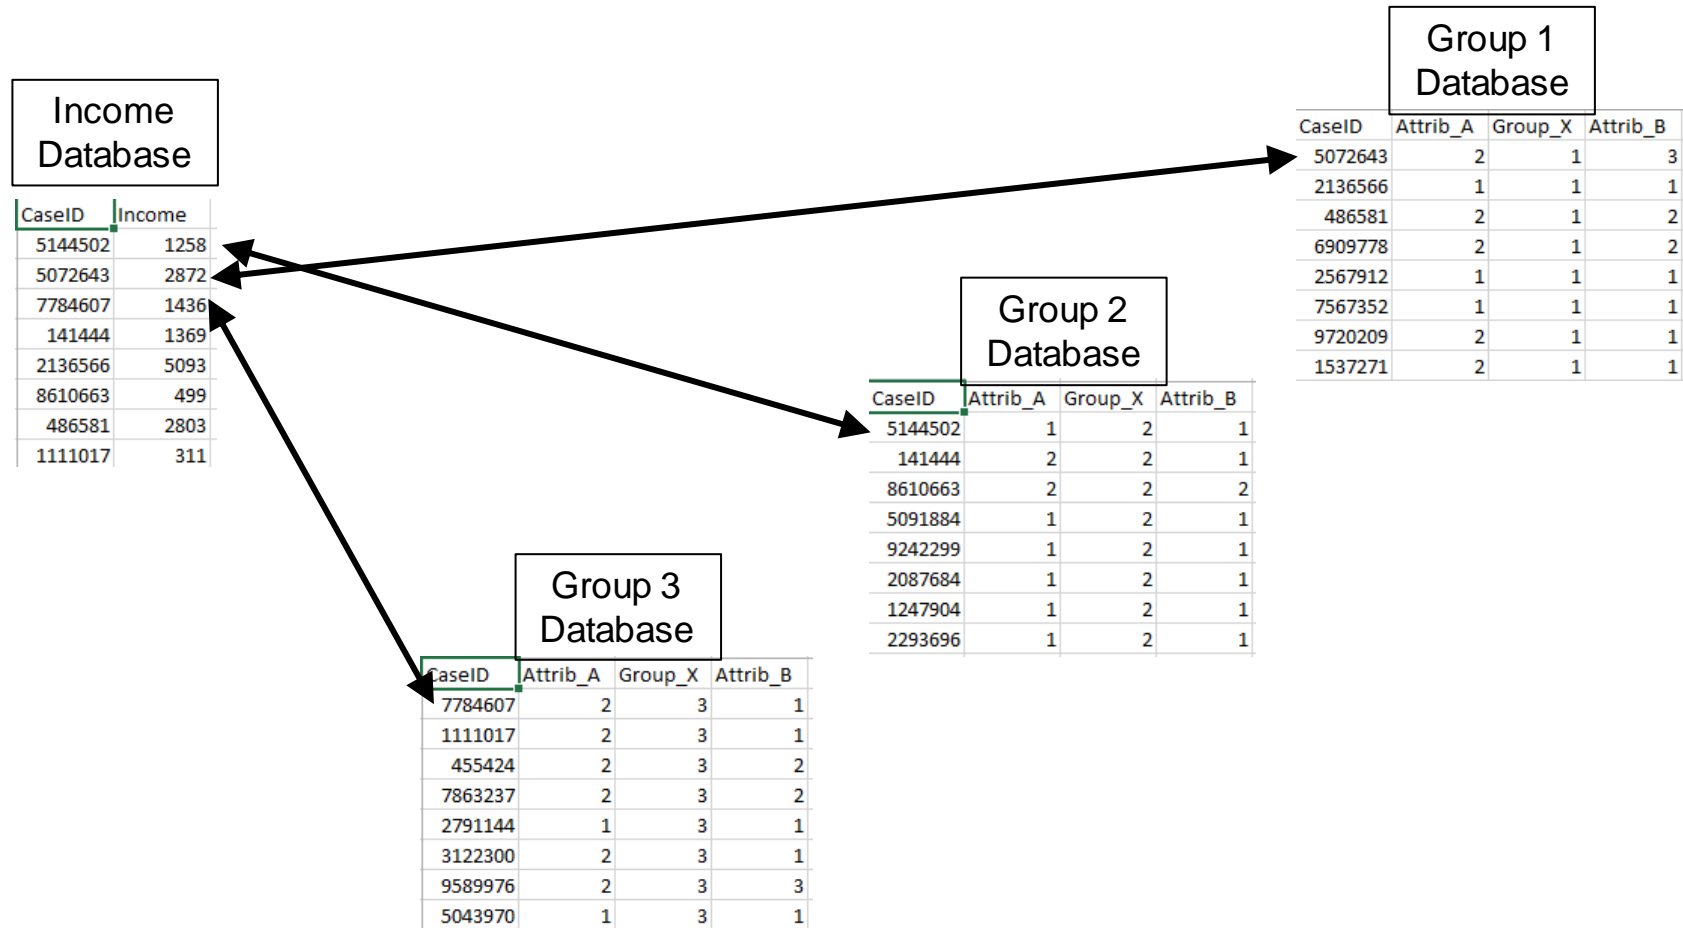 Income
Database
CaseID Income
5144502 1258
5072643 2872
7784607 1436
141444 1369
2136566 5093
8610663 499
486581 2803
1111017 311
Group 1
Database
CaseID Attrib_A Group_X Attrib_B
5072643 2 1 3
2136566 1 1 1
486581 2 1 2
6909778 2 1 2
2567912 1 1 1
7567352 1 1 1
9720209 2 1 1
1537271 2 1 1
Group 2
Database
CaseID Attrib_A Group_X Attrib_B
5144502 1 2 1
141444 2 2 1
8610663 2 2 2
5091884 1 2 1
9242299 1 2 1
2087684 1 2 1
1247904 1 2 1
2293696 1 2 1
Group 3
Database
CaseID Attrib_A Group_X Attrib_B
7784607 2 3 1
1111017 2 3 1
455424 2 3 2
7863237 2 3 2
2791144 1 3 1
3122300 2 3 1
9589976 2 3 3
5043970 1 3 1